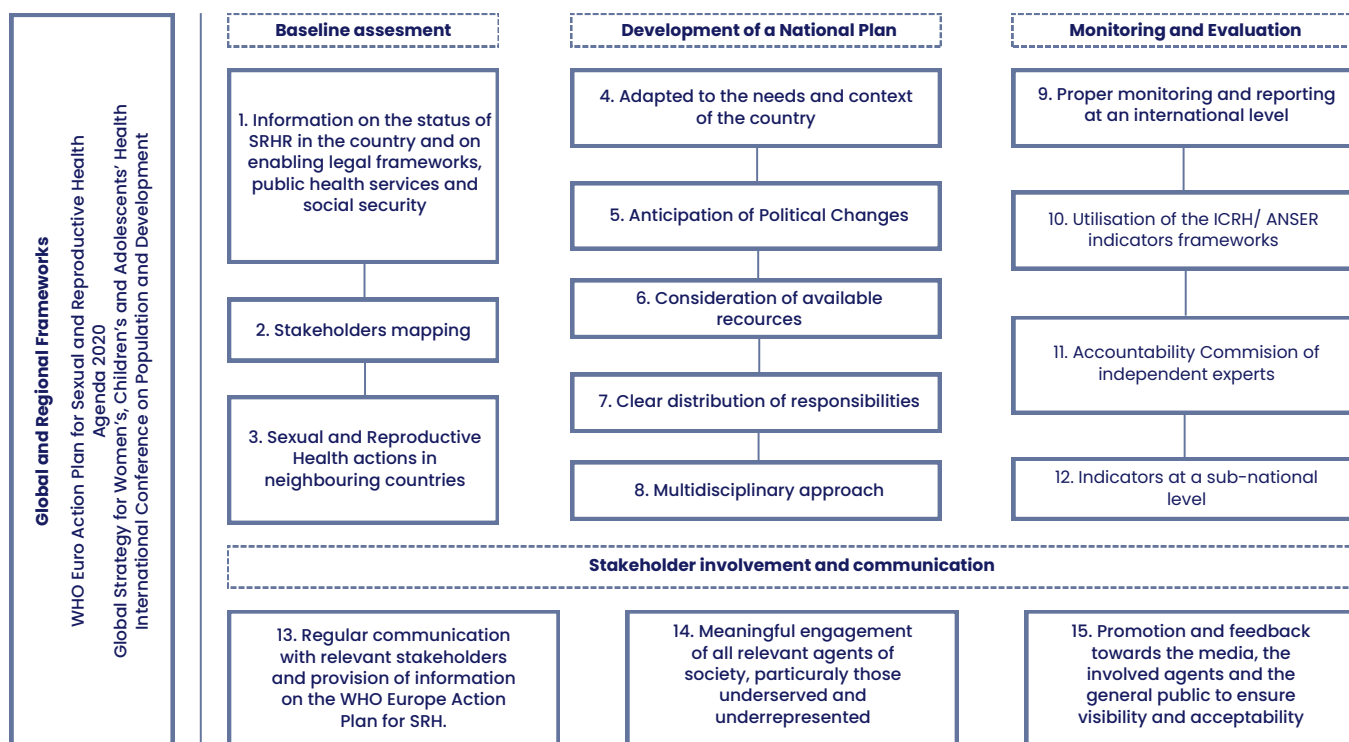 Global and Regional Frameworks
WHO Euro Action Plan for Sexual and Reproductive Health
Agenda 2020
Global Strategy for Women's, Children's and Adolescents' Health
International Conference on Population and Development
Baseline assesment
1. Information on the status of
SRHR in the country and on
enabling legal frameworks,
public health services and
social security
2. Stakeholders mapping
3. Sexual and Reproductive
Health actions in
neighbouring countries
Development of a National Plan
4. Adapted to the needs and context
of the country
5. Anticipation of Political Changes
6. Consideration of available
recources
7. Clear distribution of responsibilities
8. Multidisciplinary approach
Monitoring and Evaluation
9. Proper monitoring and reporting
at an international level
10. Utilisation of the ICRH/ ANSER
indicators frameworks
11. Accountability Commision of
independent experts
12. Indicators at a sub-national
level
Stakeholder involvement and communication
13. Regular communication
with relevant stakeholders
and provision of information
on the WHO Europe Action
Plan for SRH.
14. Meaningful engagement
of all relevant agents of
society, particuraly those
underserved and
underrepresented
15. Promotion and feedback
towards the media, the
involved agents and the
general public to ensure
visibility and acceptability